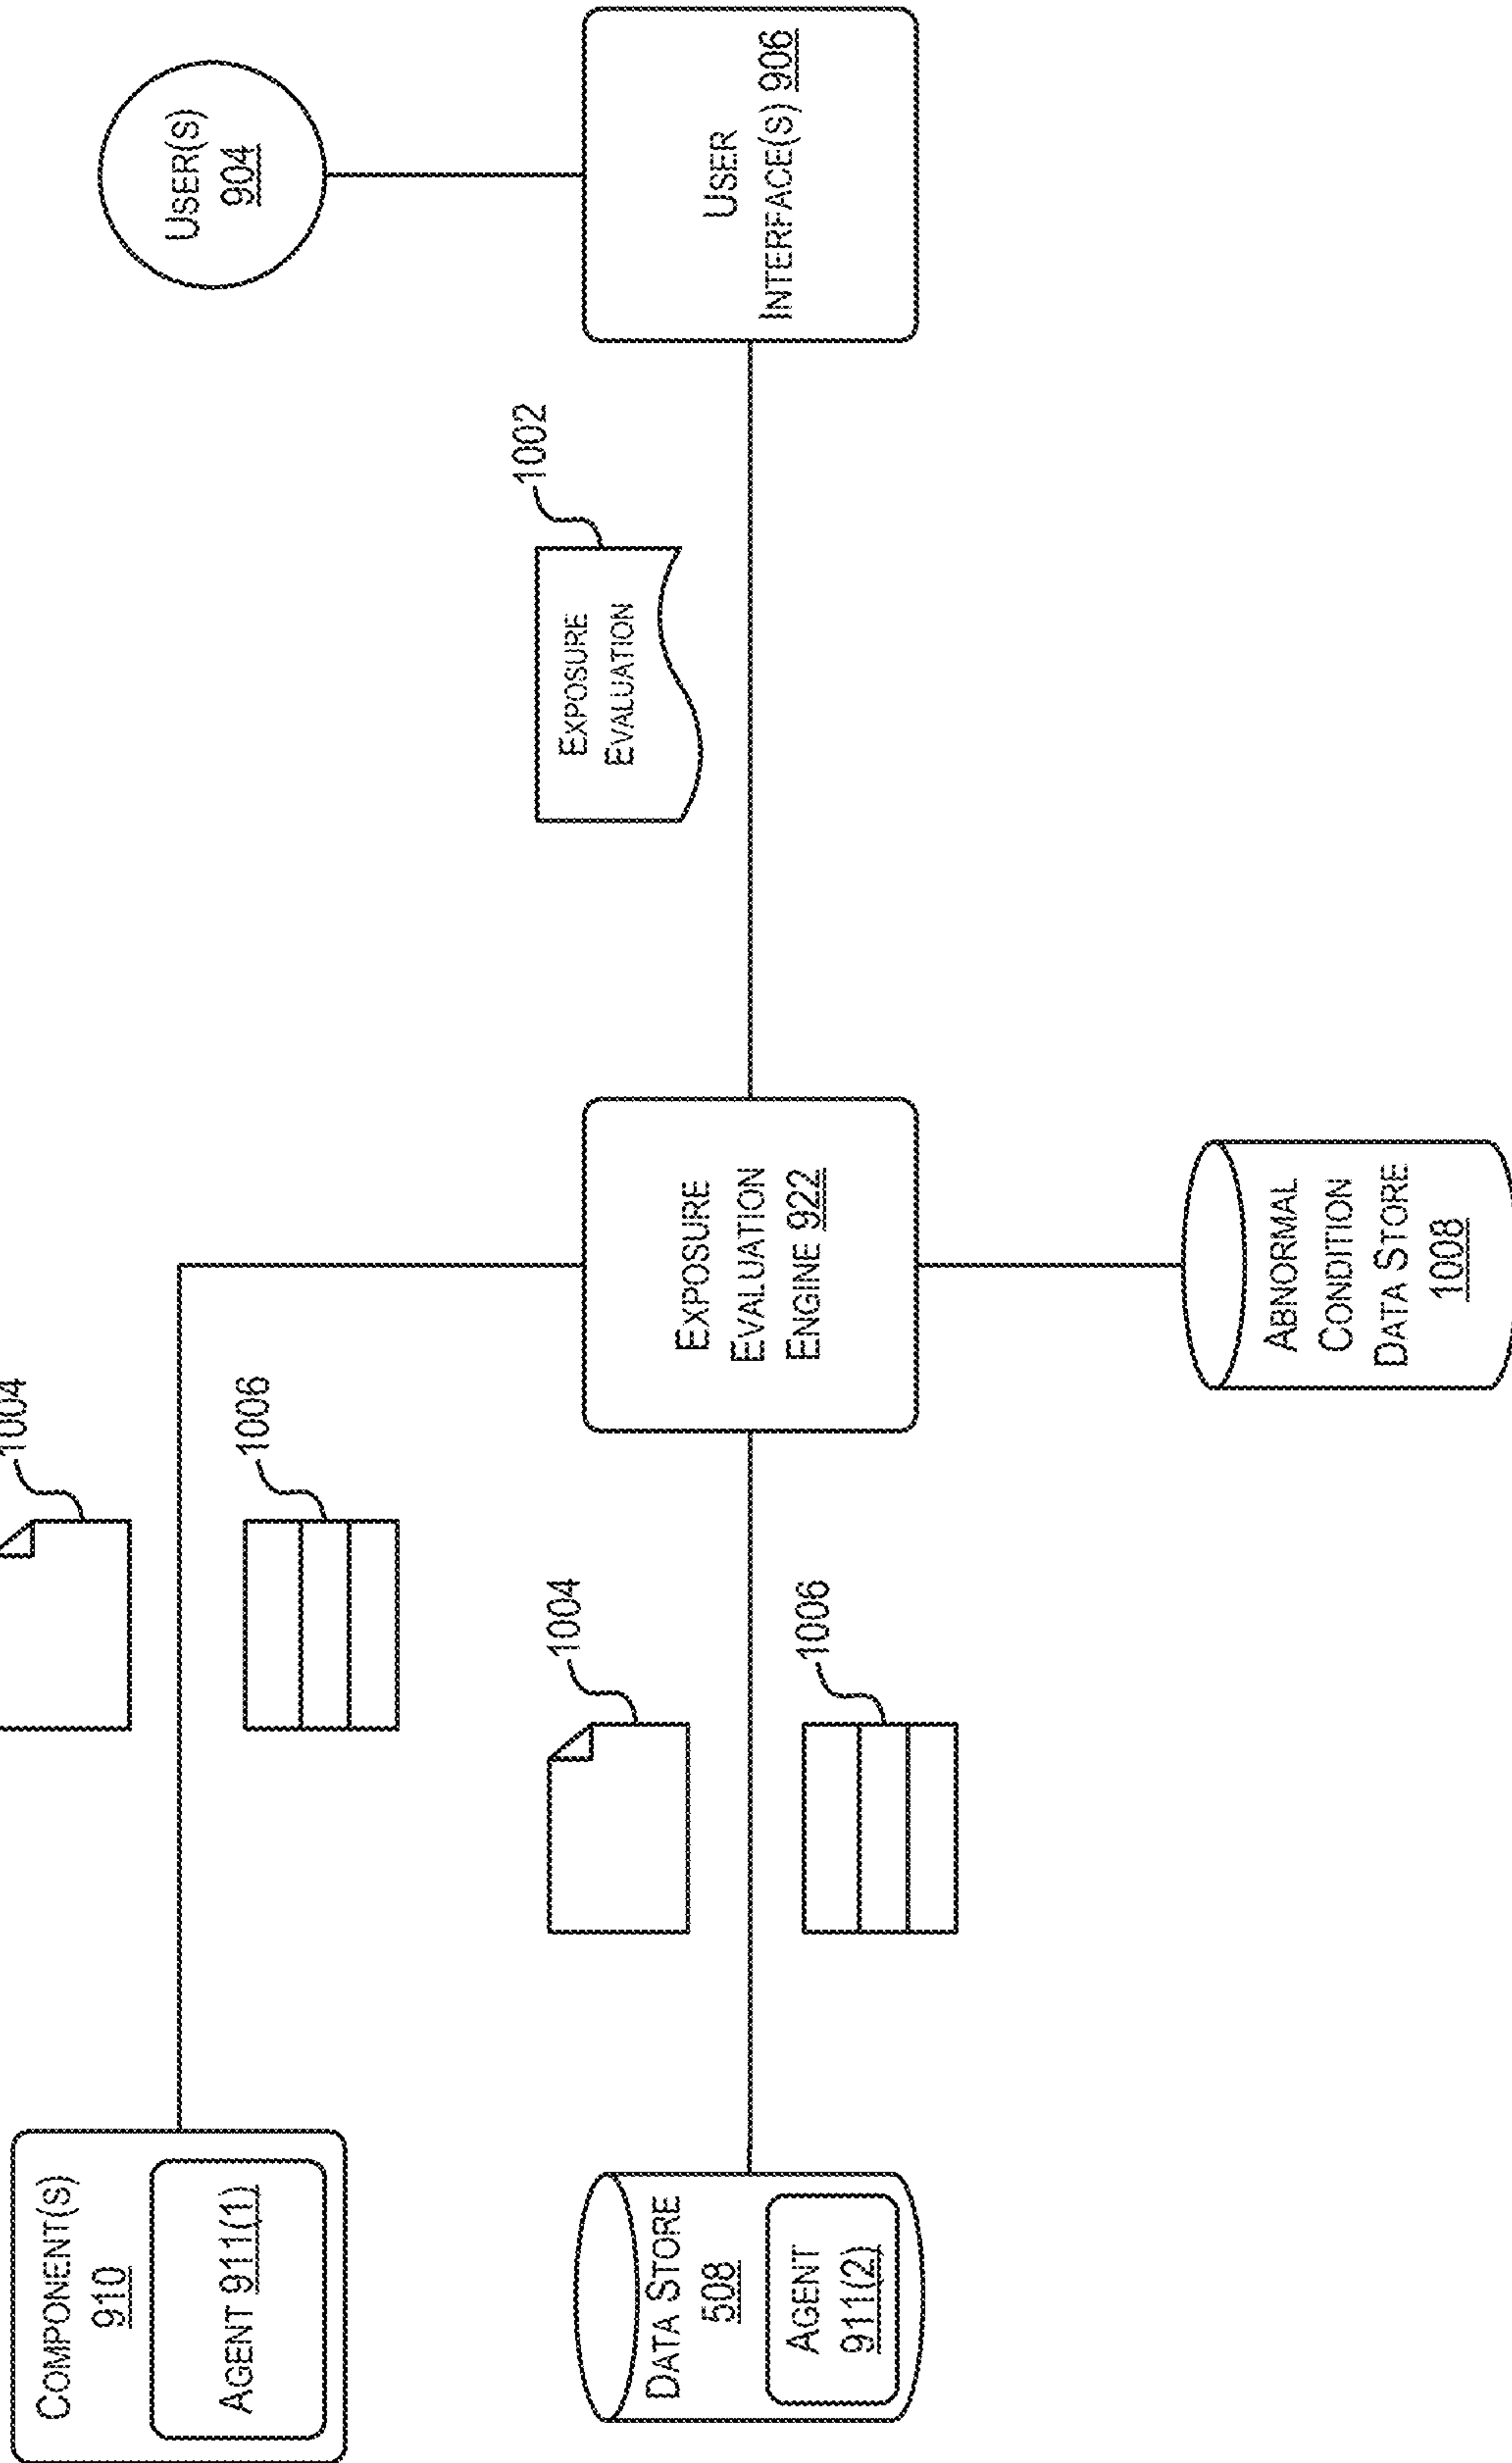 COMPONENT(S)
910
AGENT 911(1)
1004
1006
DATA STORE
508
AGENT
911(2)
1004
1006
EXPOSURE
EVALUATION
ENGINE 922
ABNORMAL
CONDITION
DATA STORE
1008
EXPOSURE
EVALUATION
1002
USER(S)
904
USER
INTERFACE(S) 906